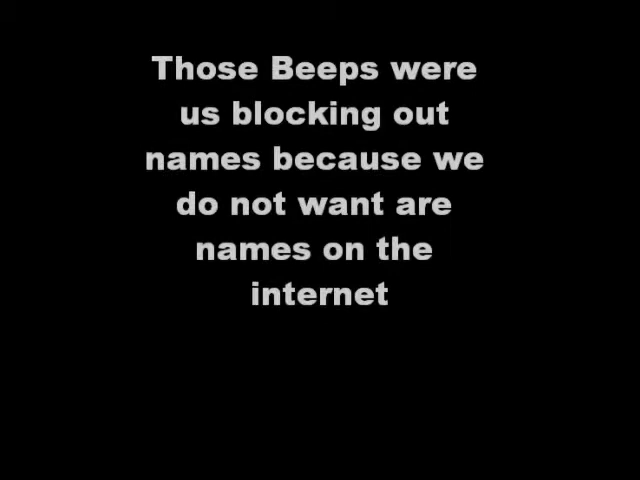 Those Beeps were
us blocking out
names because we
do not want are
names on the
internet